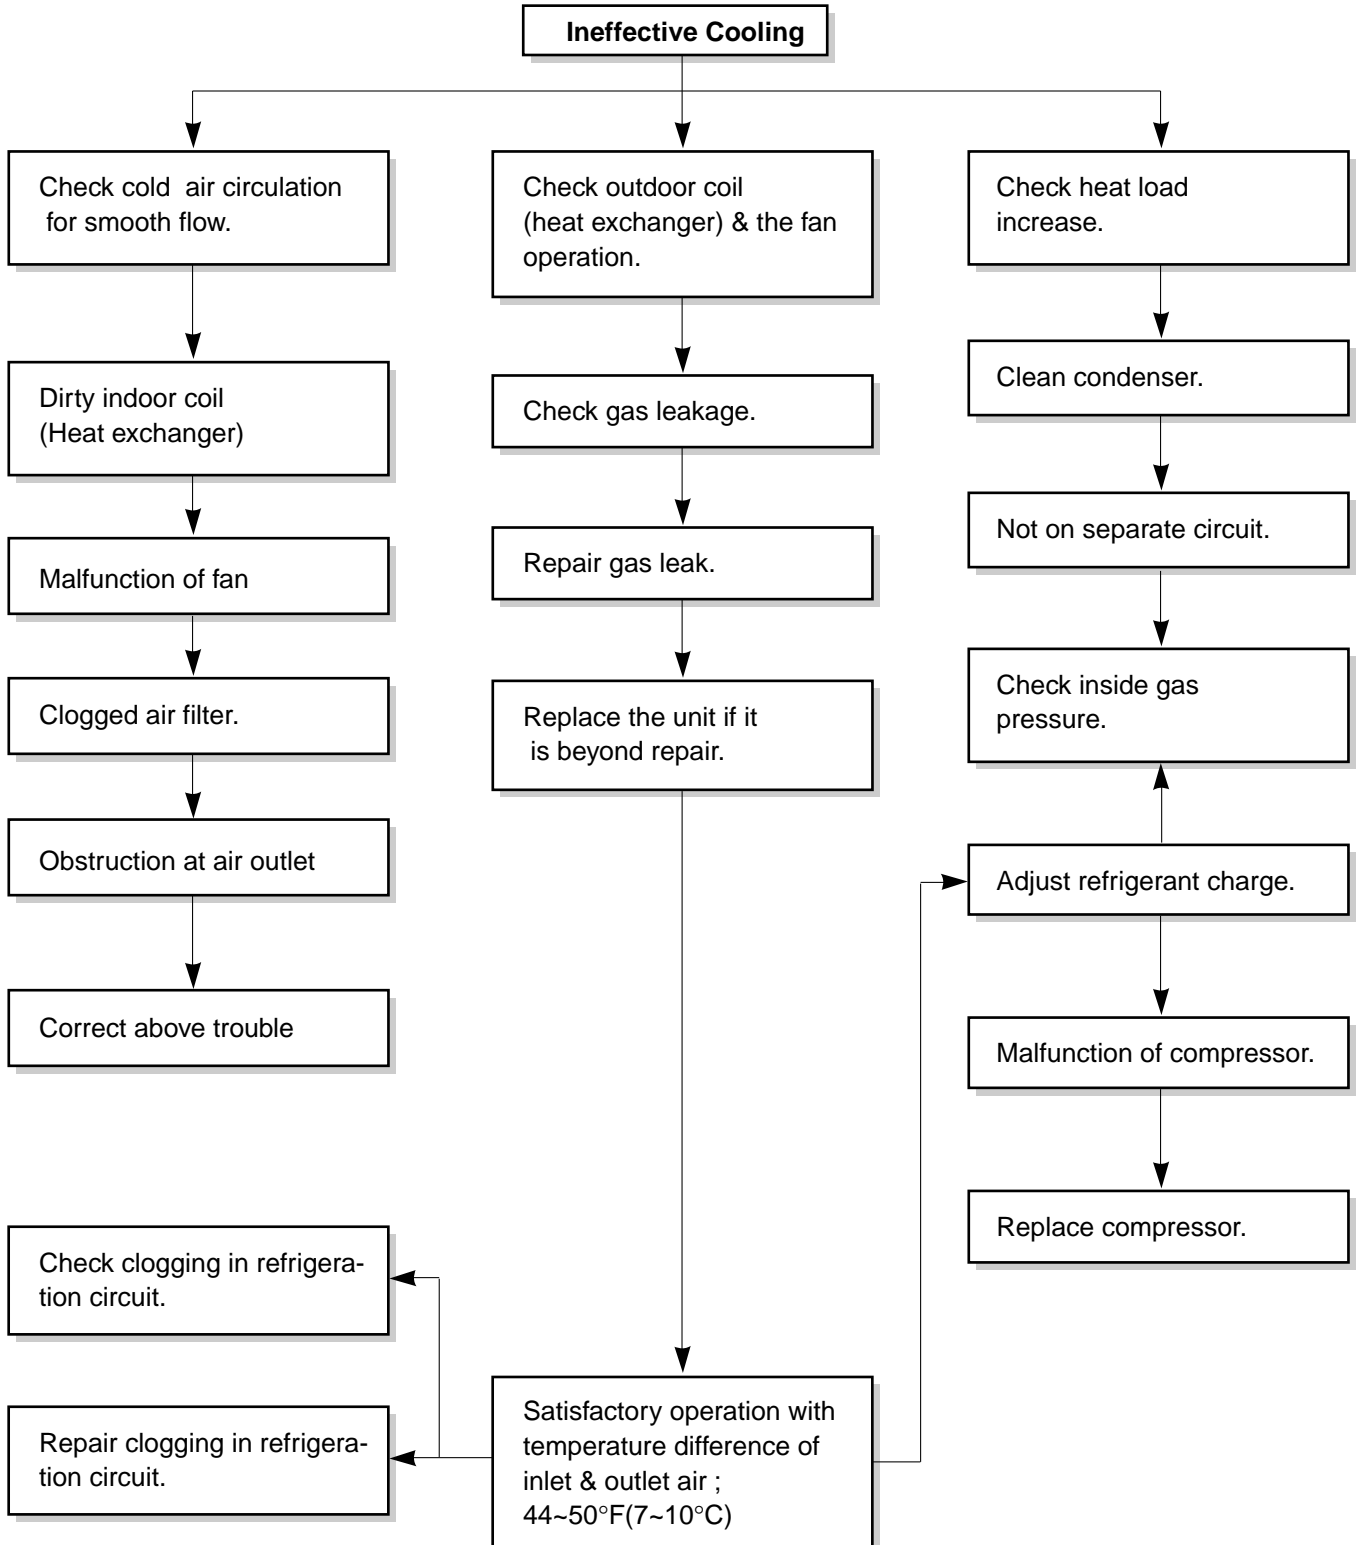 Ineffective Cooling
Check cold air circulation
for smooth flow.
Dirty indoor coil
(Heat exchanger)
Malfunction of fan
Clogged air filter.
Obstruction at air outlet
Correct above trouble
Check outdoor coil
(heat exchanger) & the fan
operation.
Check gas leakage.
Repair gas leak.
Replace the unit if it
is beyond repair.
Check heat load
increase.
Clean condenser.
Not on separate circuit.
Check inside gas
pressure.
Adjust refrigerant charge.
Malfunction of compressor.
Replace compressor.
Check clogging in refrigera-
tion circuit.
Repair clogging in refrigera-
tion circuit.
Satisfactory operation with
temperature difference of
inlet & outlet air ;
44~50°F(7~10°C)